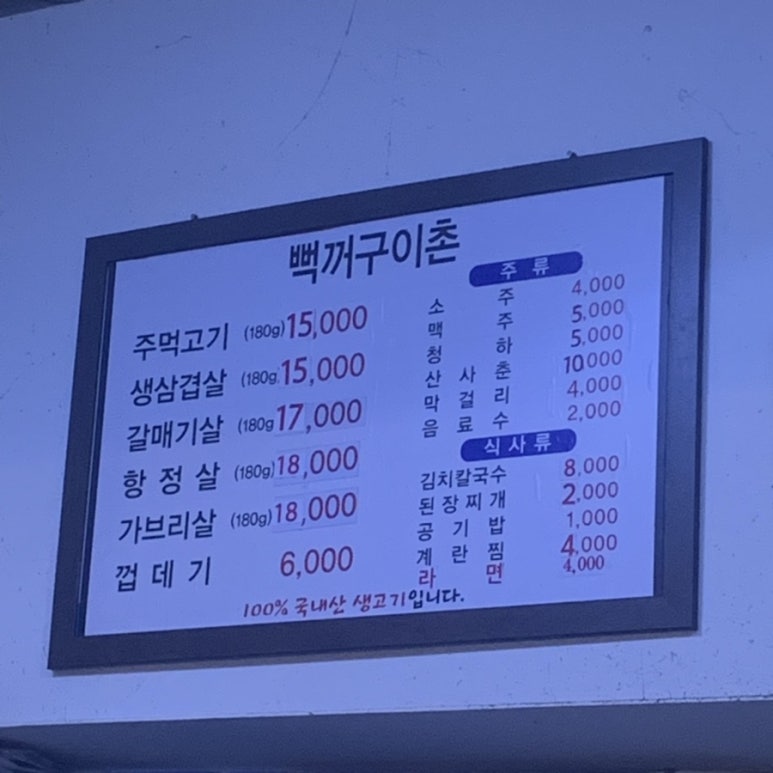 뻑꺼구이촌
주먹고기 (180g) 15,000
생삼겹살 (180g) 15,000
갈매기살 (180g 17,000
항정살 (180g) 18,000
가브리살 (180g) 18,000
껍데기 6,000
주류
소주 4,000
맥주 5,000
청하 5,000
산사춘 10,000
막걸리 4,000
음료수 2,000
식사류
김치칼국수 8,000
된장찌개 2,000
공기밥 1,000
계란찜 4,000
라면 4,000
100% 국내산 생고기입니다.